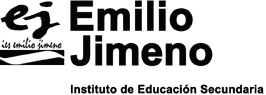 ej
ies emilio jimeno
Emilio
Jimeno
Instituto de Educación Secundaria